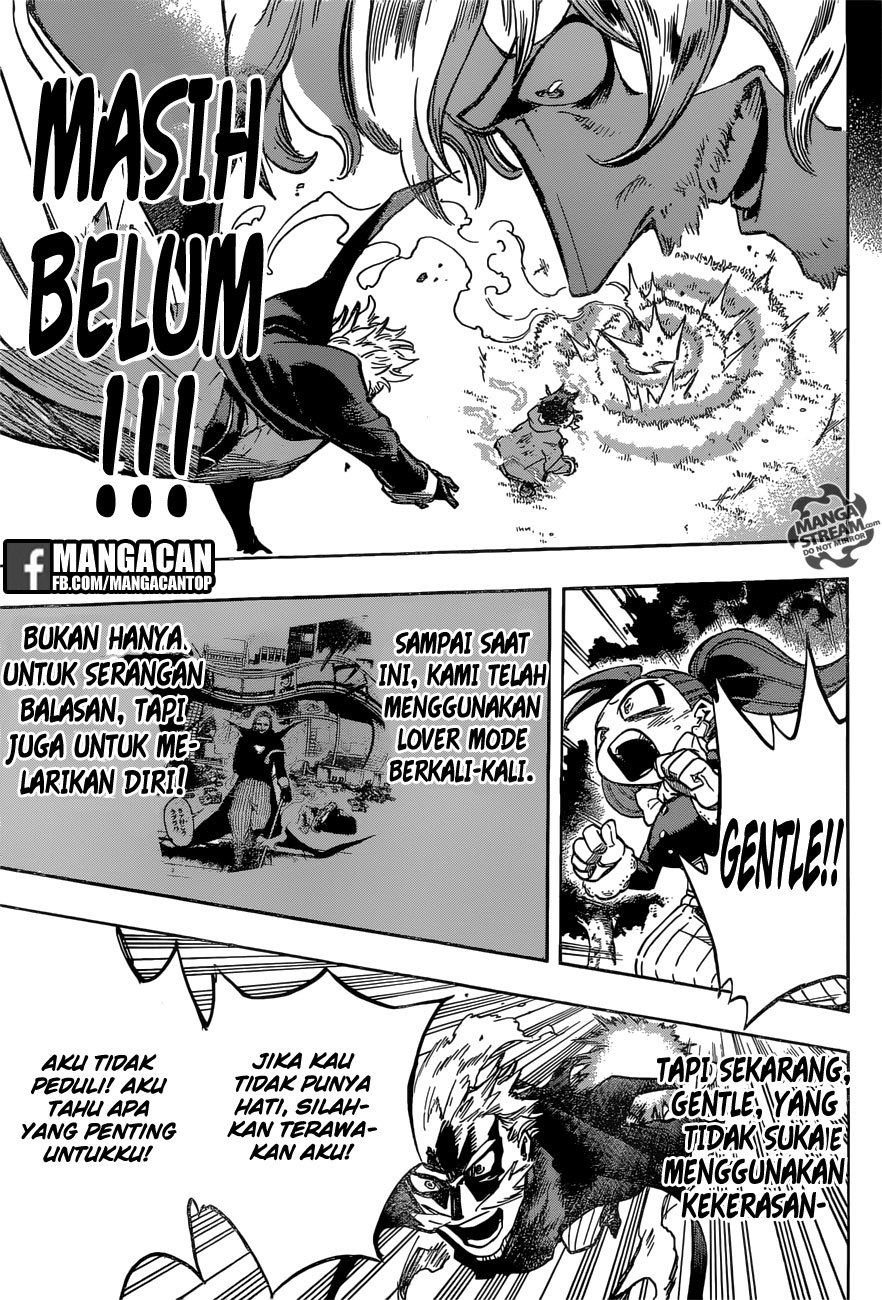 MASIH
BELUM
!!!
MANGA
STREAM.com
DO NOT MIRROR
f MANGACAN
FB.COM/MANGACANTOP
GENTLE!!
SAMPAI SAAT
INI, KAMI TELAH
MENGGUNAKAN
LOVER MODE
BERKALI-KALI.
BUKAN HANYA
UNTUK SERANGAN
BALASAN, TAPI
JUGA UNTUK ME-
LARIKAN DIRI!
TAPI SEKARANG,
GENTLE, YANG
TIDAK SUKA E
MENGGUNAKAN
KEKERASAN-
JIKA KAU
TIDAK PUNYA
HATI, SILAH-
KAN TERAWA-
KAN AKU!
AKU TIDAK
PEDULI! AKU
TAHU APA
YANG PENTING
UNTUKKU!